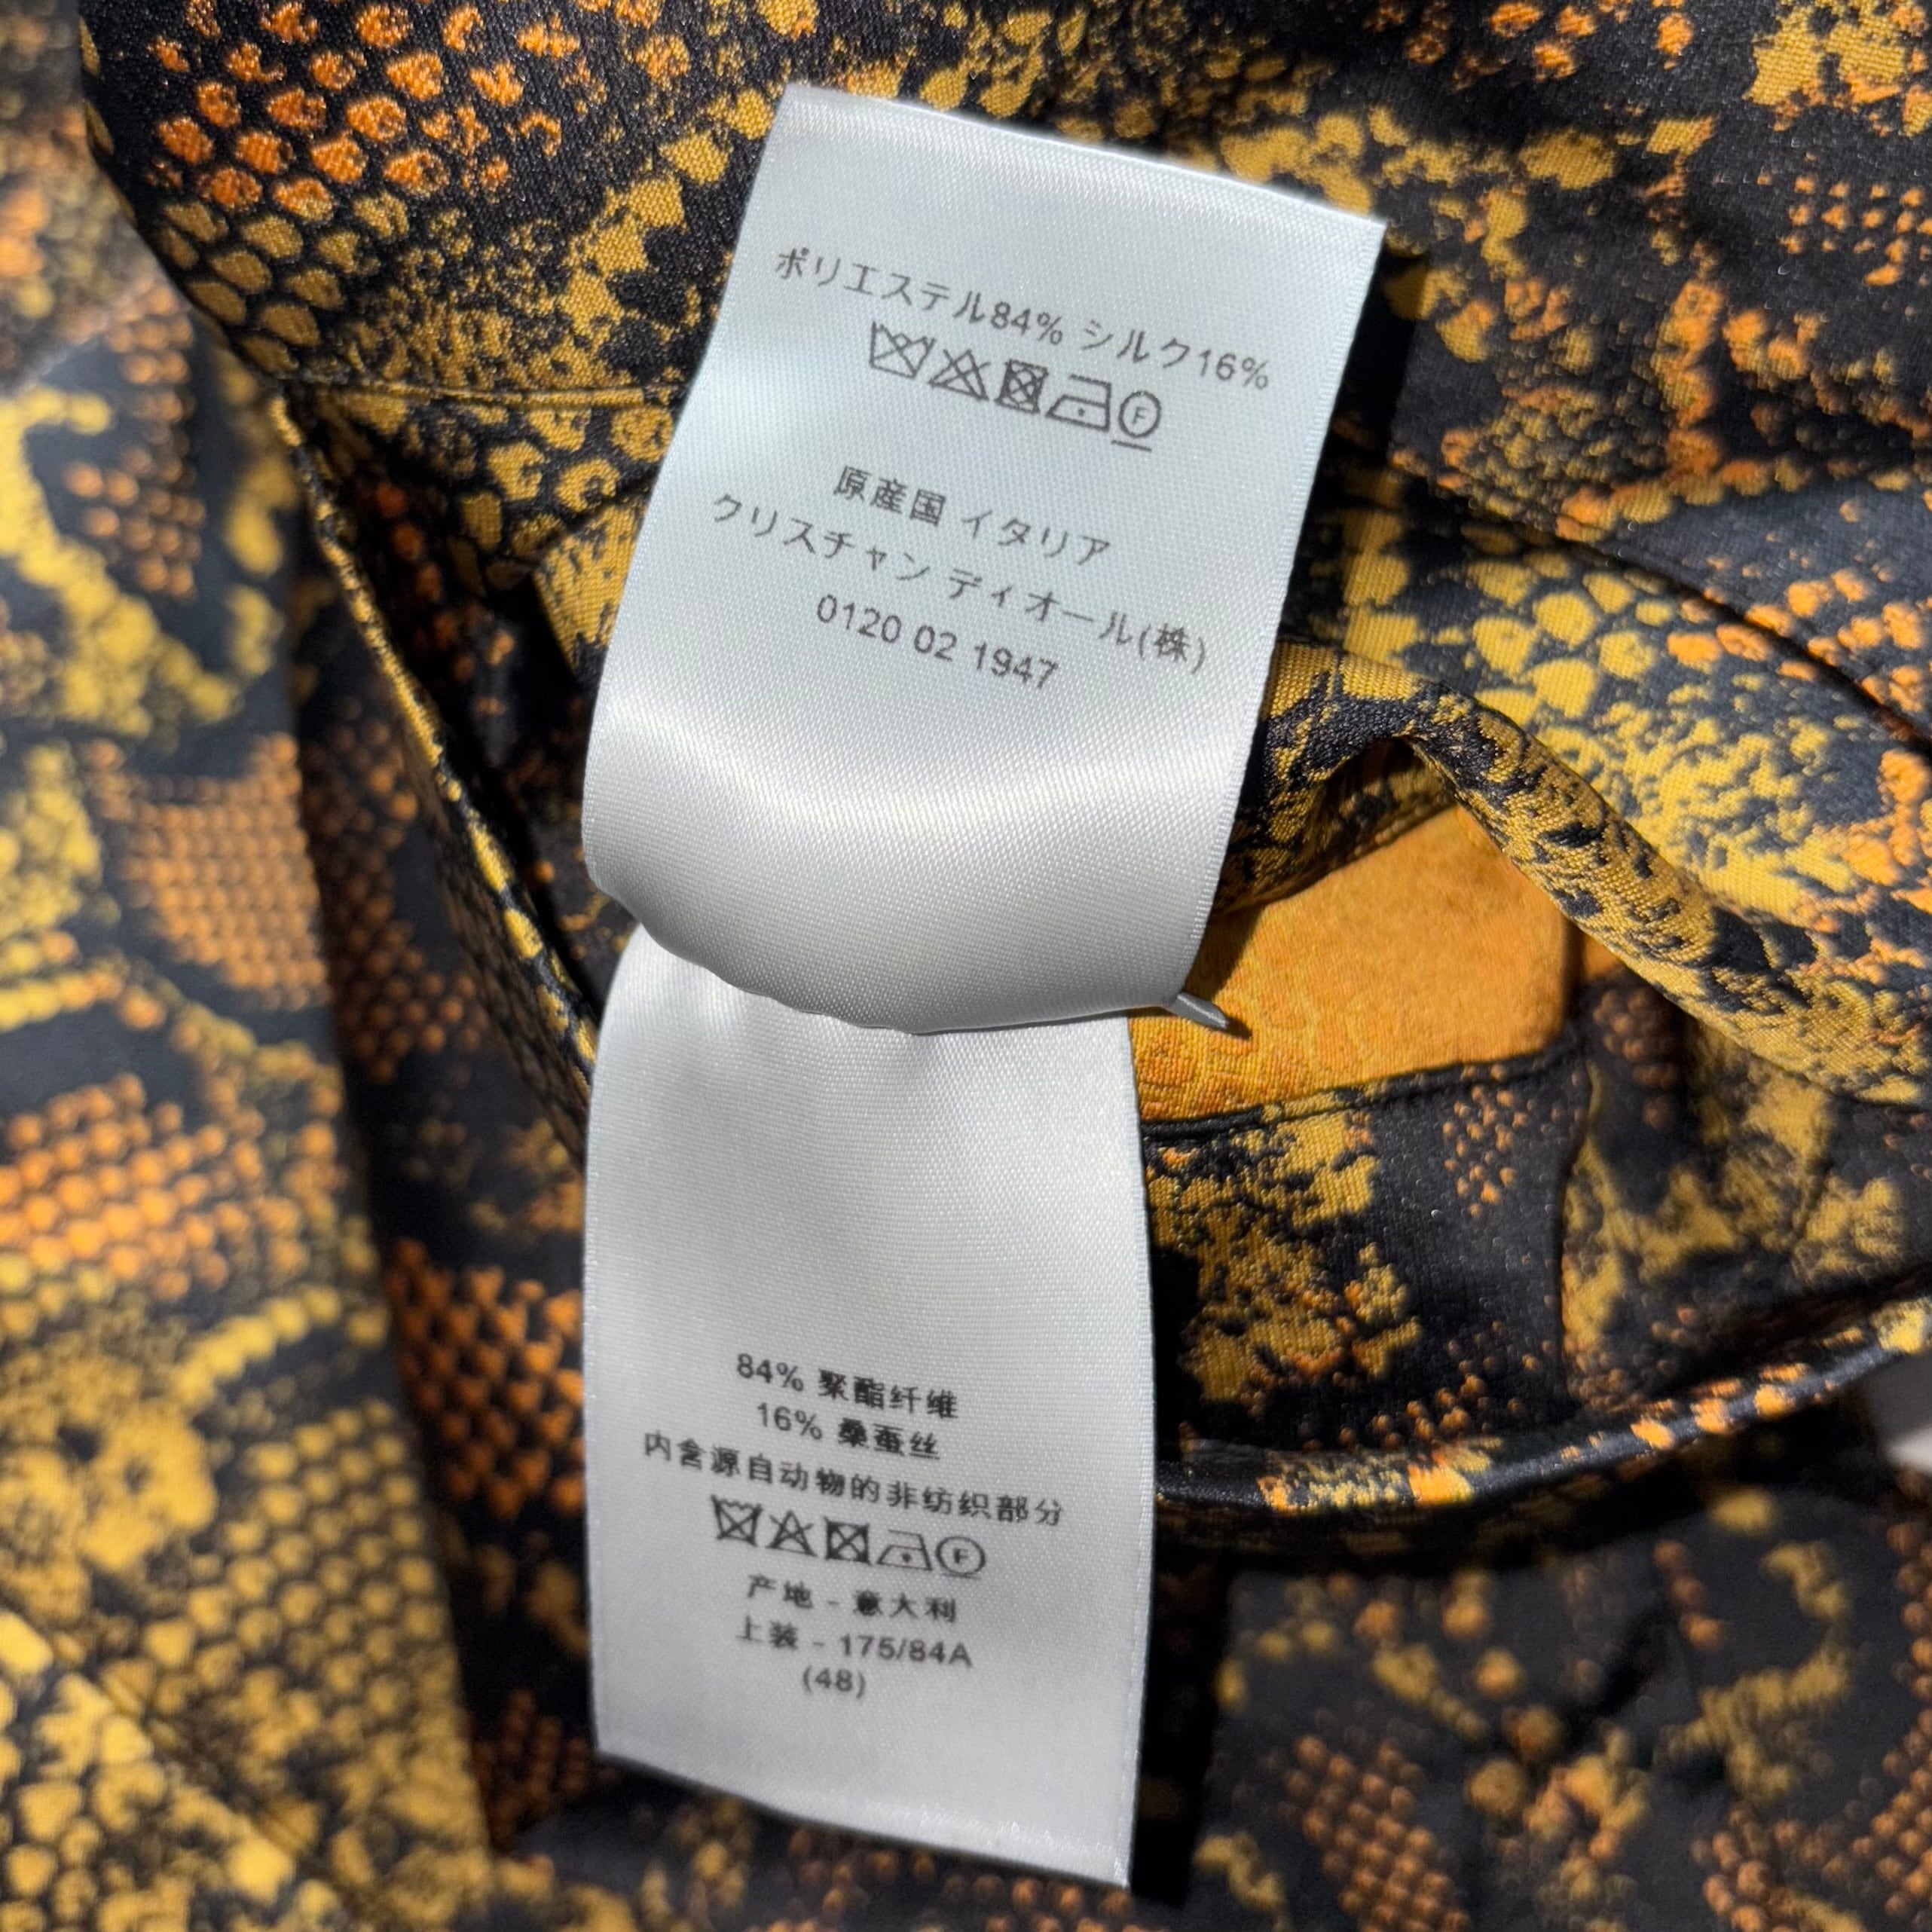 ポリエステル84% シルク16%
F
原産国 イタリア
クリスチャン ディオール(株)
0120 02 1947
84% 聚酯纤维
16% 桑蚕丝
内含源自动物的非纺织部分
F
产地 - 意大利
上装 - 175/84A
(48)